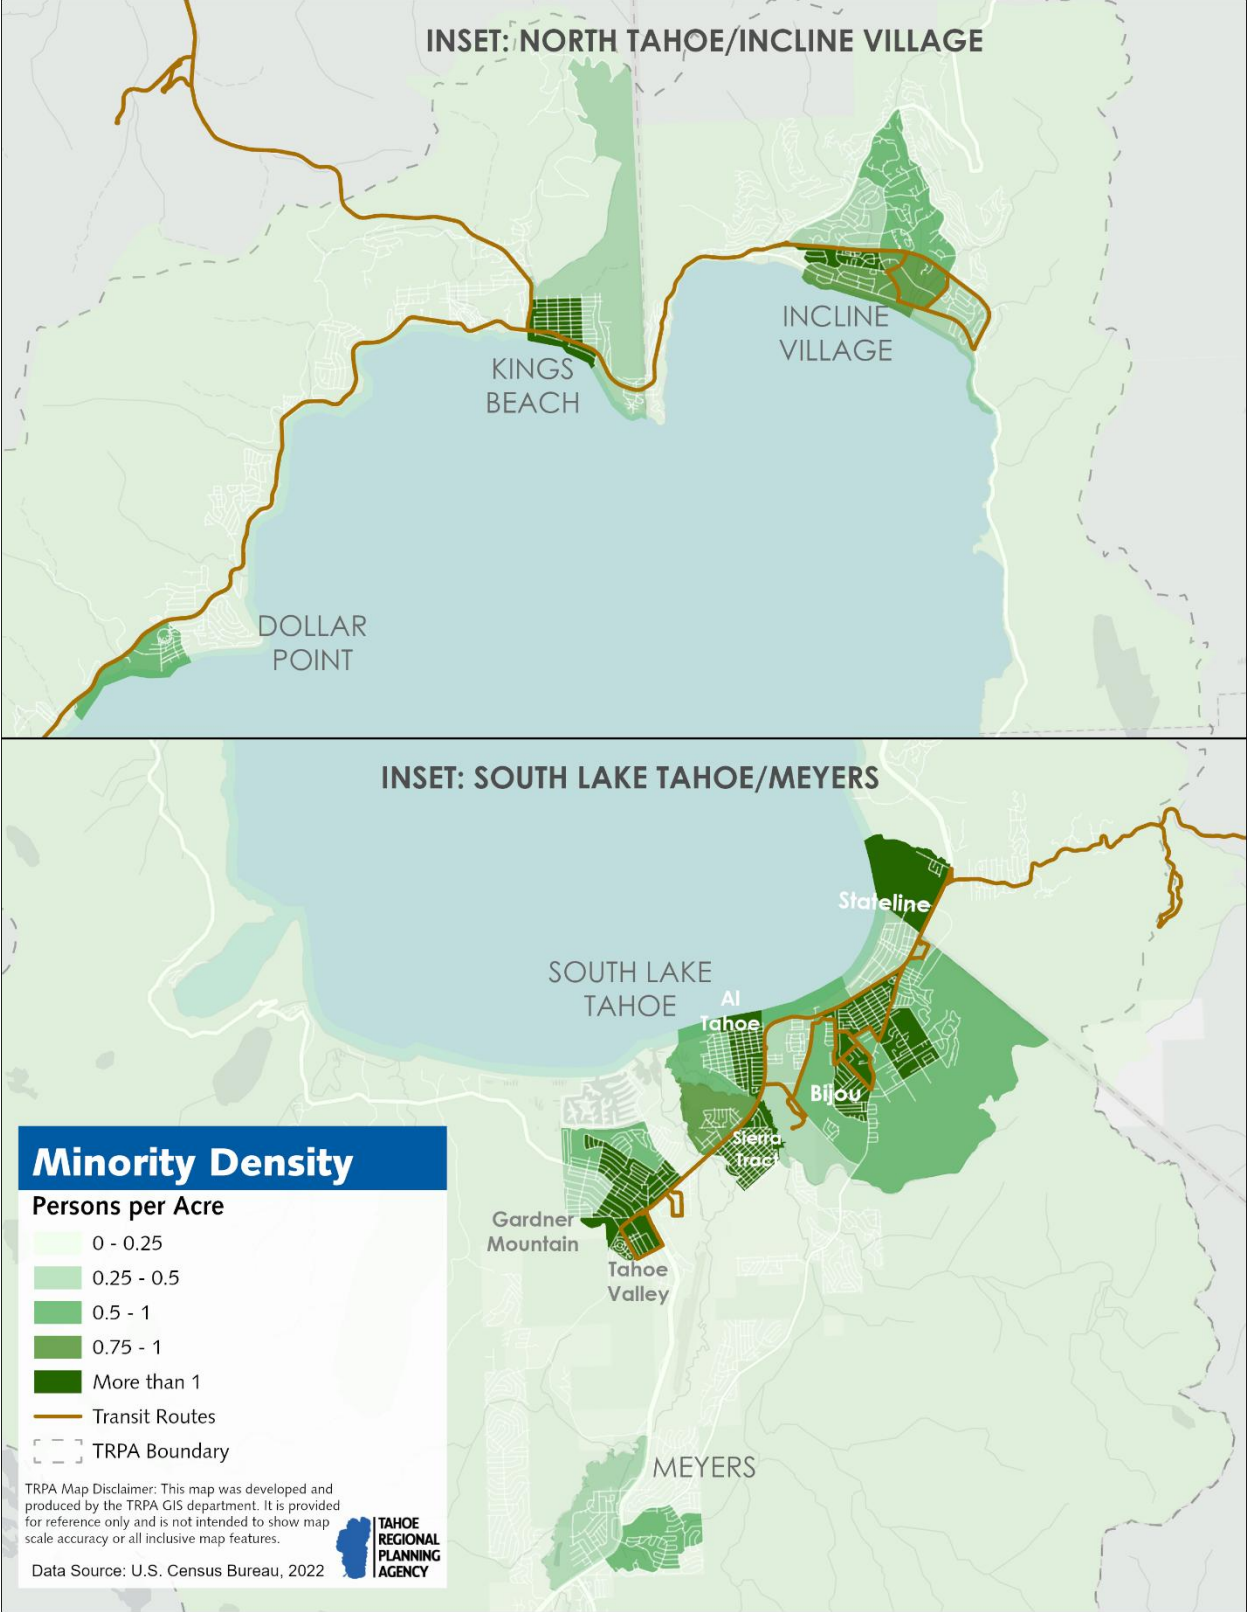 INSET: NORTH TAHOE/INCLINE VILLAGE
INCLINE
VILLAGE
KINGS
BEACH
DOLLAR
POINT
INSET: SOUTH LAKE TAHOE/MEYERS
Stateline
SOUTH LAKE
TAHOE
Al
Tahoe
Bijou
Sierra
Tract
Gardner
Mountain
Tahoe
Valley
MEYERS
Minority Density
Persons per Acre
0 - 0.25
0.25 - 0.5
0.5 - 1
0.75 - 1
More than 1
Transit Routes
TRPA Boundary
TRPA Map Disclaimer: This map was developed and
produced by the TRPA GIS department. It is provided
for reference only and is not intended to show map
scale accuracy or all inclusive map features.
Data Source: U.S. Census Bureau, 2022
TAHOE
REGIONAL
PLANNING
AGENCY